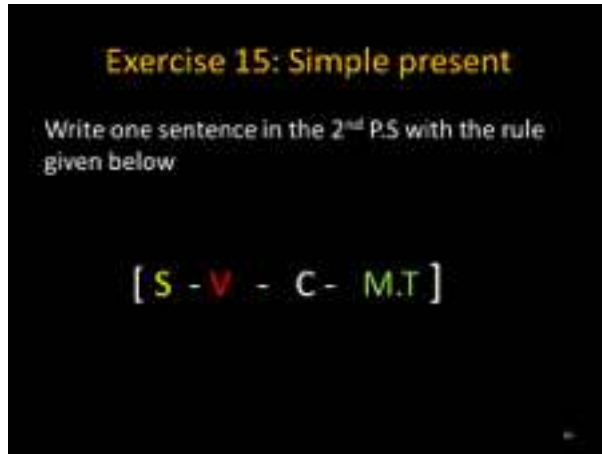 Exercise 15: Simple present
Write one sentence in the 2nd P.S with the rule
given below
[ S - V - C - M.T ]